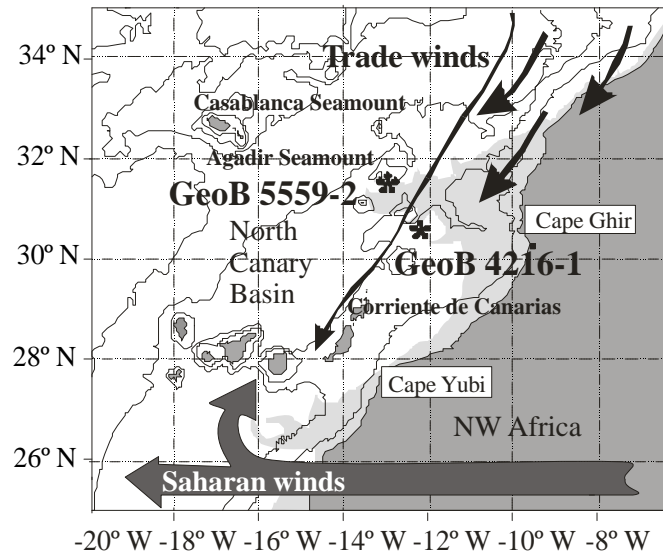 34º N
Trade winds
Casablanca Seamount
32º N
Agadir Seamount
GeoB 5559-2
Cape Ghir
North
Canary
Basin
30º N
GeoB 4216-1
Corriente de Canarias
28º N
Cape Yubi
NW Africa
26º N
Saharan winds
-20º W -18º W -16º W -14º W -12º W -10º W -8º W